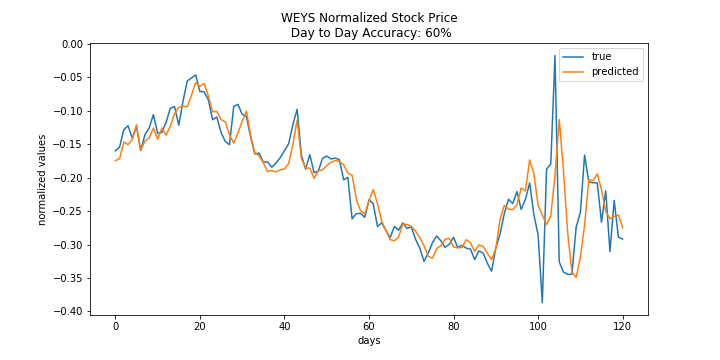 WEYS Normalized Stock Price
Day to Day Accuracy: 60%
true
predicted
normalized values
0.00
−0.05
−0.10
−0.15
−0.20
−0.25
−0.30
−0.35
−0.40
0 20 40 60 80 100 120
days